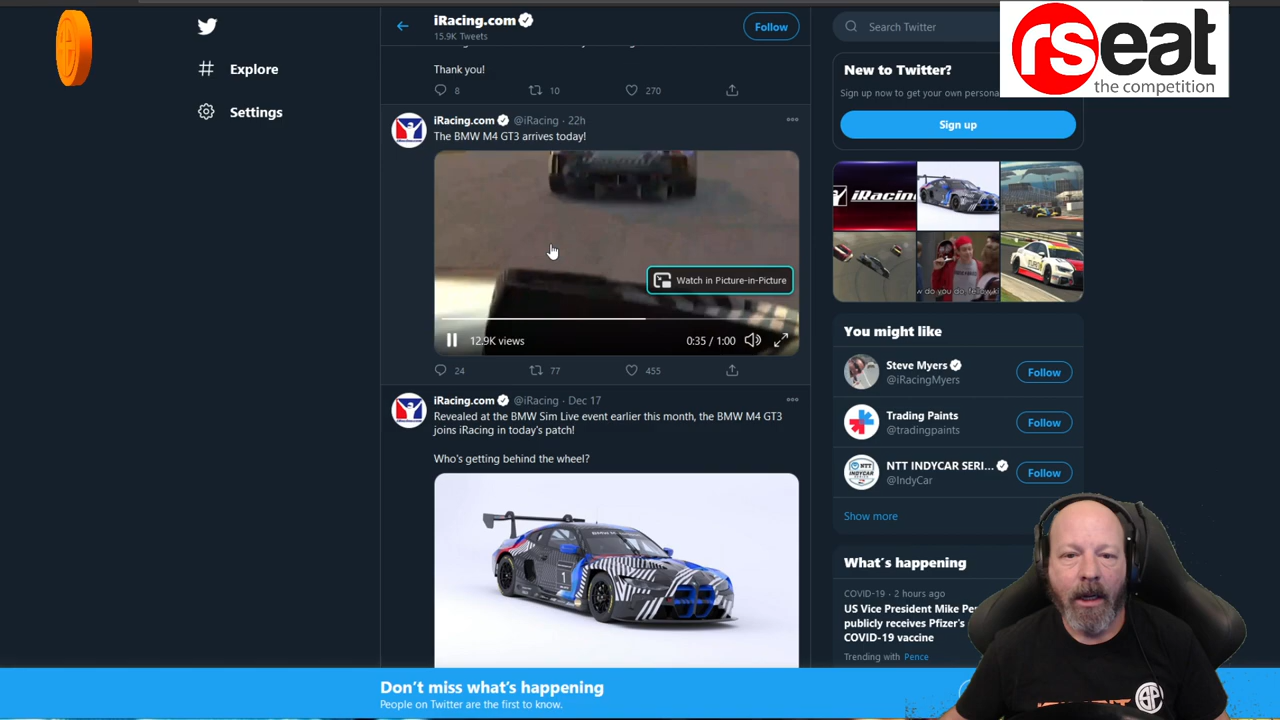 iRacing.com
15.9K Tweets
Follow
Search Twitter
rseat
the competition
Explore
Settings
Thank you!
8 10 270
iRacing.com @iRacing · 22h
The BMW M4 GT3 arrives today!
Watch in Picture-in-Picture
12.9K views
0:35 / 1:00
24 77 455
iRacing.com @iRacing · Dec 17
Revealed at the BMW Sim Live event earlier this month, the BMW M4 GT3
joins iRacing in today's patch!
Who's getting behind the wheel?
1
New to Twitter?
Sign up now to get your own persona
Sign up
iRacin
do you do, fellow ki
You might like
Steve Myers
@iRacingMyers
Follow
Trading Paints
@tradingpaints
Follow
NTT INDYCAR SERI...
@IndyCar
Follow
Show more
What's happening
COVID-19 · 2 hours ago
US Vice President Mike Pe
publicly receives Pfizer's
COVID-19 vaccine
Trending with Pence
Don't miss what's happening
People on Twitter are the first to know.